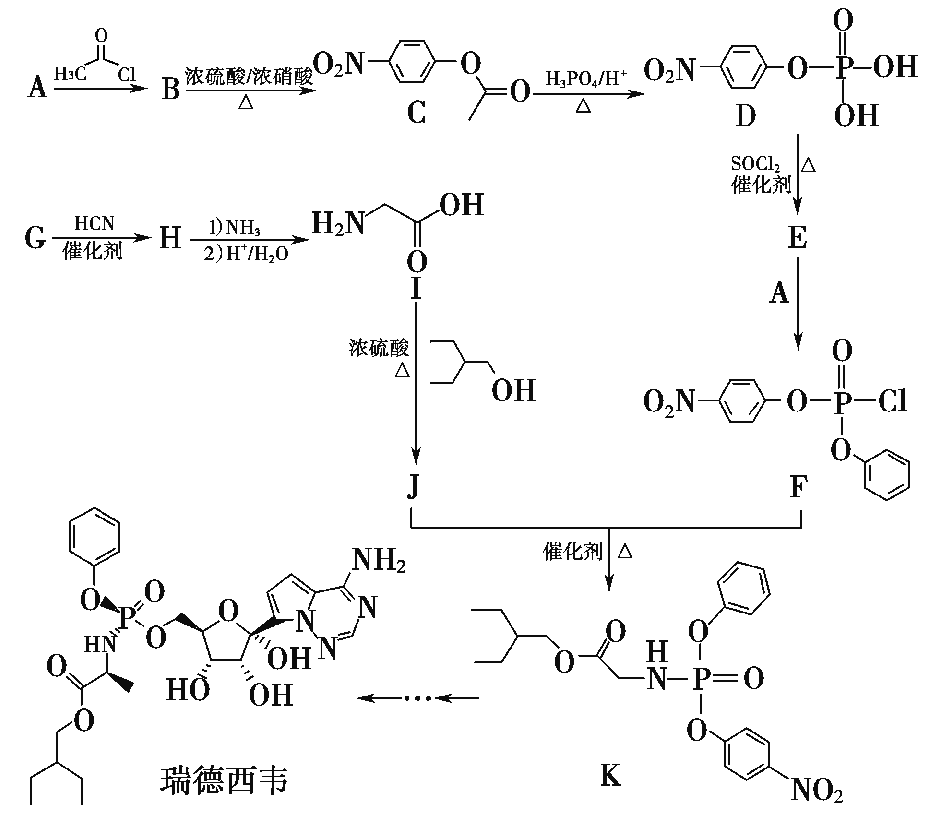 A
O
H₃C
Cl
B
浓硫酸/浓硝酸
△
O₂N
O
O
C
H₃PO₄/H⁺
△
O₂N
O
P
O
OH
OH
D
SOCl₂
催化剂
△
E
A
G
HCN
催化剂
H
1)NH₃
2)H⁺/H₂O
H₂N
OH
O
I
浓硫酸
△
OH
J
O₂N
O
P
O
Cl
O
F
催化剂
△
O
P
O
HN
O
O
O
O
HO
OH
OH
N
N
N
NH₂
瑞德西韦
O
O
H
N
P
O
O
O
NO₂
K